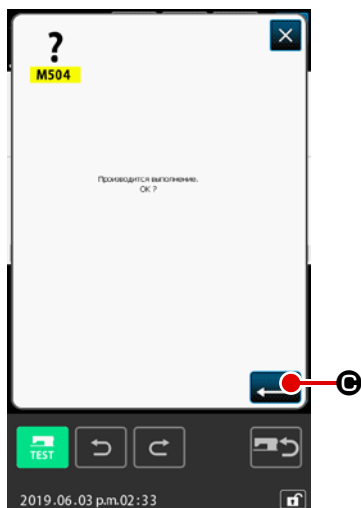 ?
M504
Производится выполнение.
OK ?
C
TEST
2019.06.03 p.m.02:33